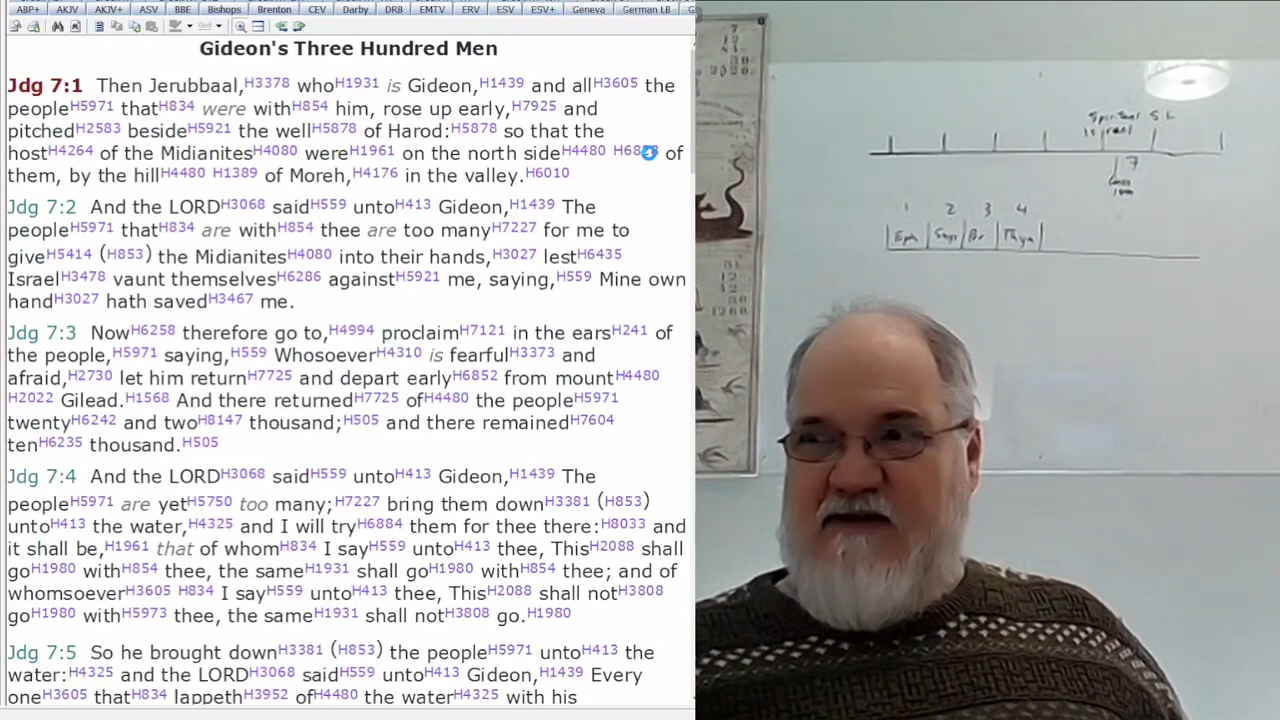 ABP+ AKJV AKJV+ ASV BBE Bishops Brenton CEV Darby DRB EMTV ERV ESV ESV+ Geneva German LB
Gideon's Three Hundred Men
Jdg 7:1 Then Jerubbaal,H3378 whoH1931 is Gideon,H1439 and allH3605 the
peopleH5971 thatH834 were withH854 him, rose up early,H7925 and
pitchedH2583 besideH5921 the wellH5878 of Harod:H5878 so that the
hostH4264 of the MidianitesH4080 wereH1961 on the north sideH4480 of
them, by the hillH4480 H1389 of Moreh,H4176 in the valley.H6010
Jdg 7:2 And the LORDH3068 saidH559 untoH413 Gideon,H1439 The
peopleH5971 thatH834 are withH854 thee are too manyH7227 for me to
giveH5414 (H853) the MidianitesH4080 into their hands,H3027 lestH6435
IsraelH3478 vaunt themselvesH6286 againstH5921 me, saying,H559 Mine own
handH3027 hath savedH3467 me.
Jdg 7:3 NowH6258 therefore go to,H4994 proclaimH7121 in the earsH241 of
the people,H5971 saying,H559 WhosoeverH4310 is fearfulH3373 and
afraid,H2730 let him returnH7725 and depart earlyH6852 from mountH4480
H2022 Gilead.H1568 And there returnedH7725 ofH4480 the peopleH5971
twentyH6242 and twoH8147 thousand;H505 and there remainedH7604
tenH6235 thousand.H505
Jdg 7:4 And the LORDH3068 saidH559 untoH413 Gideon,H1439 The
peopleH5971 are yetH5750 too many;H7227 bring them downH3381 (H853)
untoH413 the water,H4325 and I will tryH6884 them for thee there:H8033 and
it shall be,H1961 that of whomH834 I sayH559 untoH413 thee, ThisH2088 shall
goH1980 withH854 thee, the sameH1931 shall goH1980 withH854 thee; and of
whomsoeverH3605 H834 I sayH559 untoH413 thee, ThisH2088 shall notH3808
goH1980 withH5973 thee, the sameH1931 shall notH3808 go.H1980
Jdg 7:5 So he brought downH3381 (H853) the peopleH5971 untoH413 the
water:H4325 and the LORDH3068 saidH559 untoH413 Gideon,H1439 Every
oneH3605 thatH834 lappethH3952 ofH4480 the waterH4325 with his
7
1 2 3 4
Eph
Thya
1260